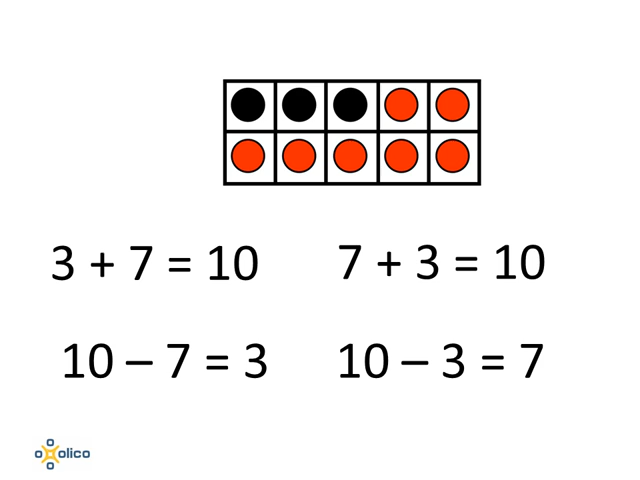 3 + 7 = 10
7 + 3 = 10
10 – 7 = 3
10 – 3 = 7
olico